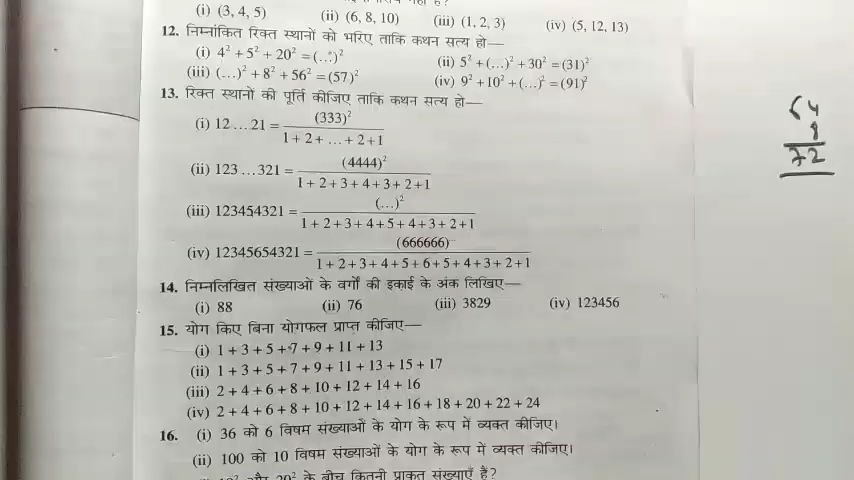 (i) (3, 4, 5) (ii) (6, 8, 10) (iii) (1, 2, 3) (iv) (5, 12, 13)
12. निम्नांकित रिक्त स्थानों को भरिए ताकि कथन सत्य हो—
(i) 4² + 5² + 20² = (...)² (ii) 5² + (...)² + 30² = (31)²
(iii) (...)² + 8² + 56² = (57)² (iv) 9² + 10² + (...)² = (91)²
13. रिक्त स्थानों की पूर्ति कीजिए ताकि कथन सत्य हो—
(i) 12...21 = (333)² / 1 + 2 + ... + 2 + 1
(ii) 123...321 = (4444)² / 1 + 2 + 3 + 4 + 3 + 2 + 1
(iii) 123454321 = (...)² / 1 + 2 + 3 + 4 + 5 + 4 + 3 + 2 + 1
(iv) 12345654321 = (666666) / 1 + 2 + 3 + 4 + 5 + 6 + 5 + 4 + 3 + 2 + 1
14. निम्नलिखित संख्याओं के वर्गों की इकाई के अंक लिखिए—
(i) 88 (ii) 76 (iii) 3829 (iv) 123456
15. योग किए बिना योगफल प्राप्त कीजिए—
(i) 1 + 3 + 5 + 7 + 9 + 11 + 13
(ii) 1 + 3 + 5 + 7 + 9 + 11 + 13 + 15 + 17
(iii) 2 + 4 + 6 + 8 + 10 + 12 + 14 + 16
(iv) 2 + 4 + 6 + 8 + 10 + 12 + 14 + 16 + 18 + 20 + 22 + 24
16. (i) 36 को 6 विषम संख्याओं के योग के रूप में व्यक्त कीजिए।
(ii) 100 को 10 विषम संख्याओं के योग के रूप में व्यक्त कीजिए।
और 20² के बीच कितनी प्राकृत संख्याएँ हैं?
64
8
72